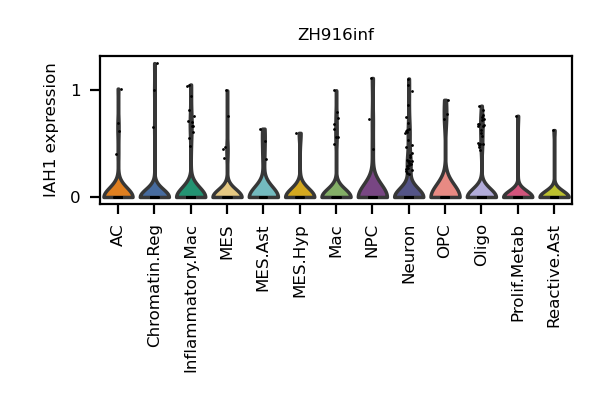 ZH916inf
IAH1 expression
1
0
AC
Chromatin.Reg
Inflammatory.Mac
MES
MES.Ast
MES.Hyp
Mac
NPC
Neuron
OPC
Oligo
Prolif.Metab
Reactive.Ast